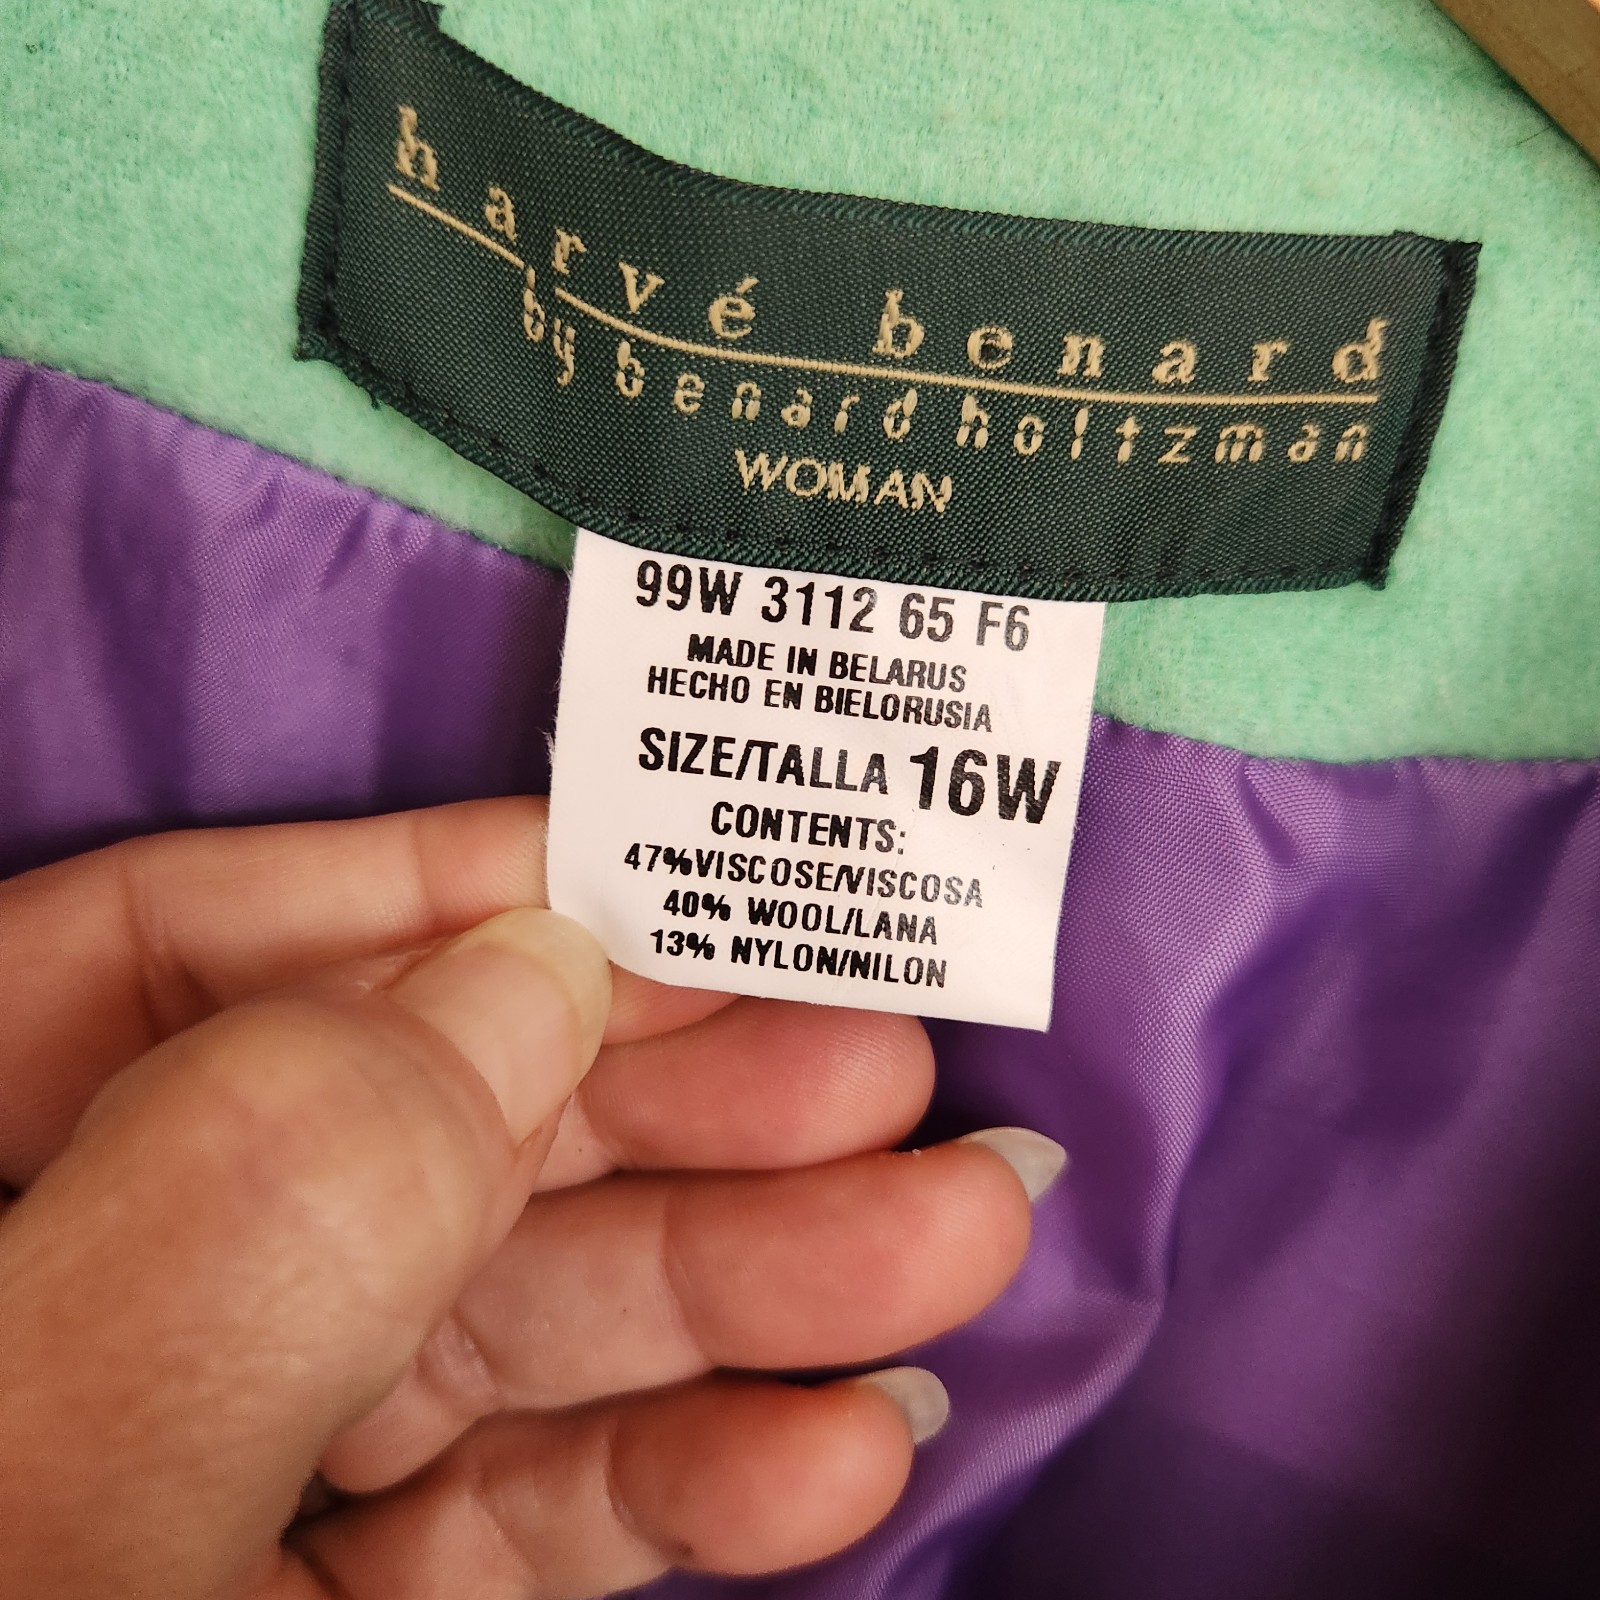 harvé benard
by benard holtzman
WOMAN
99W 3112 65 F6
MADE IN BELARUS
HECHO EN BIELORUSIA
SIZE/TALLA 16W
CONTENTS:
47%VISCOSE/VISCOSA
40% WOOL/LANA
13% NYLON/NILON